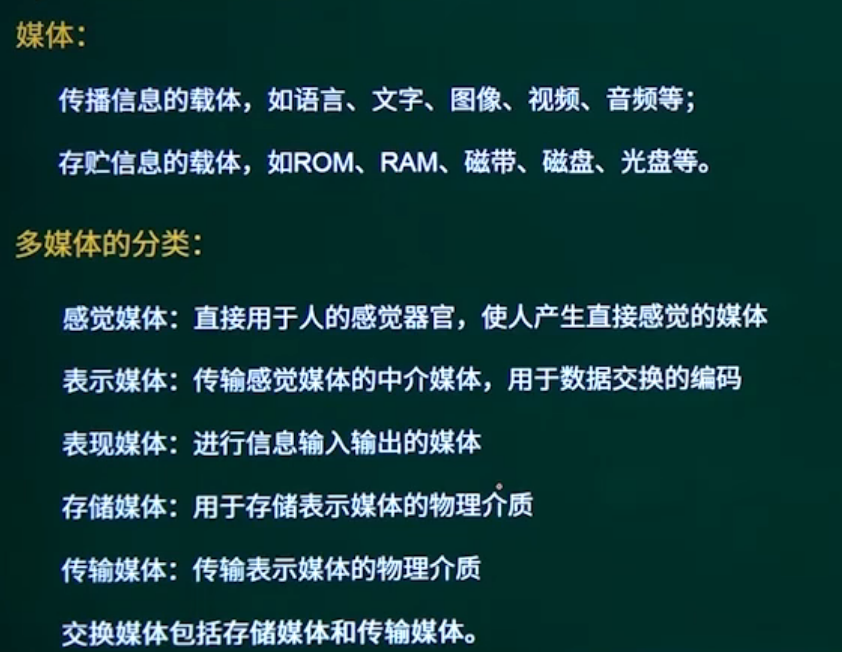 媒体：
传播信息的载体，如语言、文字、图像、视频、音频等；
存贮信息的载体，如ROM、RAM、磁带、磁盘、光盘等。
多媒体的分类：
感觉媒体：直接用于人的感觉器官，使人产生直接感觉的媒体
表示媒体：传输感觉媒体的中介媒体，用于数据交换的编码
表现媒体：进行信息输入输出的媒体
存储媒体：用于存储表示媒体的物理介质
传输媒体：传输表示媒体的物理介质
交换媒体包括存储媒体和传输媒体。